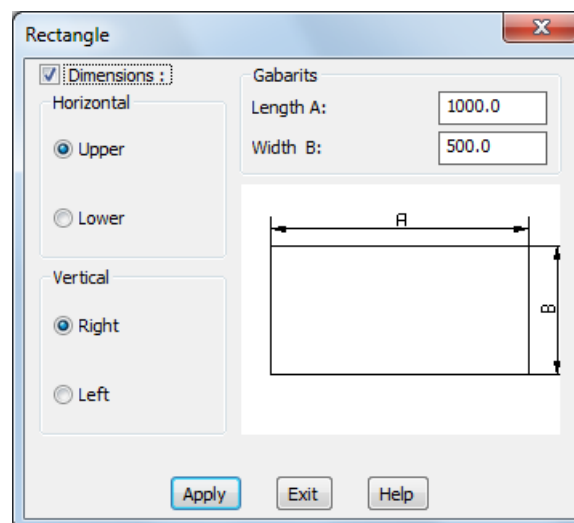 Rectangle
Dimensions :
Horizontal
Upper
Lower
Vertical
Right
Left
Gabarits
Length A: 1000.0
Width B: 500.0
A
B
Apply Exit Help